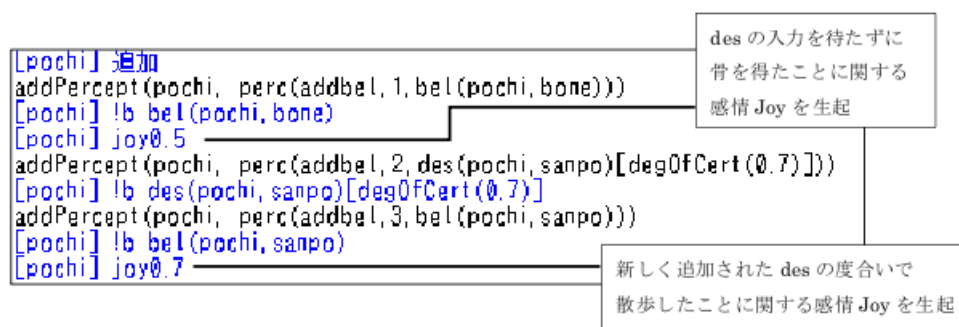 des の入力を待たずに
骨を得たことに関する
感情 Joy を生起
[pochi] 追加
addPercept(pochi, perc(addbel,1,bel(pochi,bone)))
[pochi] !b bel(pochi,bone)
[pochi] joy0.5
addPercept(pochi, perc(addbel,2,des(pochi,sanpo)[degOfCert(0.7)]))
[pochi] !b des(pochi,sanpo)[degOfCert(0.7)]
addPercept(pochi, perc(addbel,3,bel(pochi,sanpo)))
[pochi] !b bel(pochi,sanpo)
[pochi] joy0.7
新しく追加された des の度合いで
散歩したことに関する感情 Joy を生起